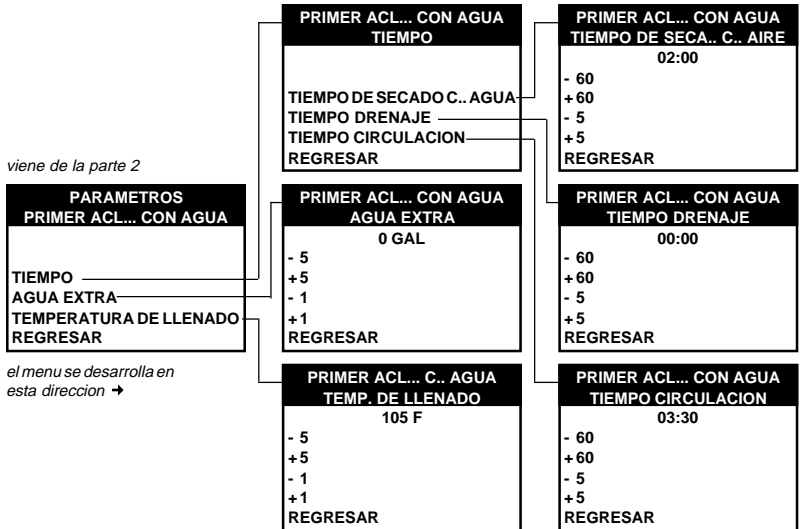 viene de la parte 2
PARAMETROS
PRIMER ACL... CON AGUA
TIEMPO
AGUA EXTRA
TEMPERATURA DE LLENADO
REGRESAR
el menu se desarrolla en
esta direccion →
PRIMER ACL... CON AGUA
TIEMPO
TIEMPO DE SECADO C.. AGUA
TIEMPO DRENAJE
TIEMPO CIRCULACION
REGRESAR
PRIMER ACL... CON AGUA
AGUA EXTRA
0 GAL
- 5
+5
- 1
+1
REGRESAR
PRIMER ACL... C.. AGUA
TEMP. DE LLENADO
105 F
- 5
+5
- 1
+1
REGRESAR
PRIMER ACL... CON AGUA
TIEMPO DE SECA.. C.. AIRE
02:00
- 60
+60
- 5
+5
REGRESAR
PRIMER ACL... CON AGUA
TIEMPO DRENAJE
00:00
- 60
+60
- 5
+5
REGRESAR
PRIMER ACL... CON AGUA
TIEMPO CIRCULACION
03:30
- 60
+60
- 5
+5
REGRESAR